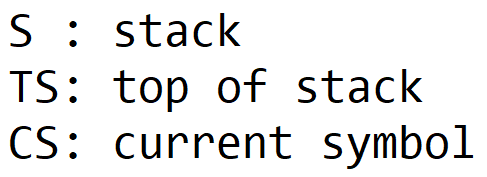 S : stack
TS: top of stack
CS: current symbol